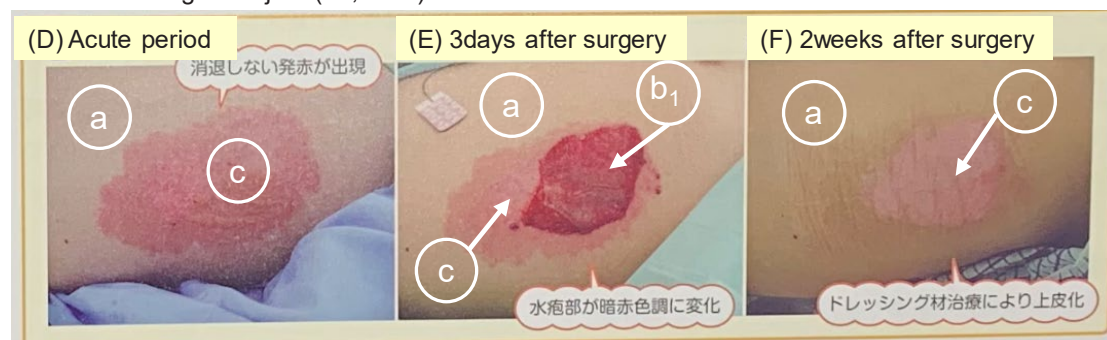 (D) Acute period
消退しない発赤が出現
a
c
(E) 3days after surgery
a
b₁
c
水疱部が暗赤色調に変化
(F) 2weeks after surgery
a
c
ドレッシング材治療により上皮化